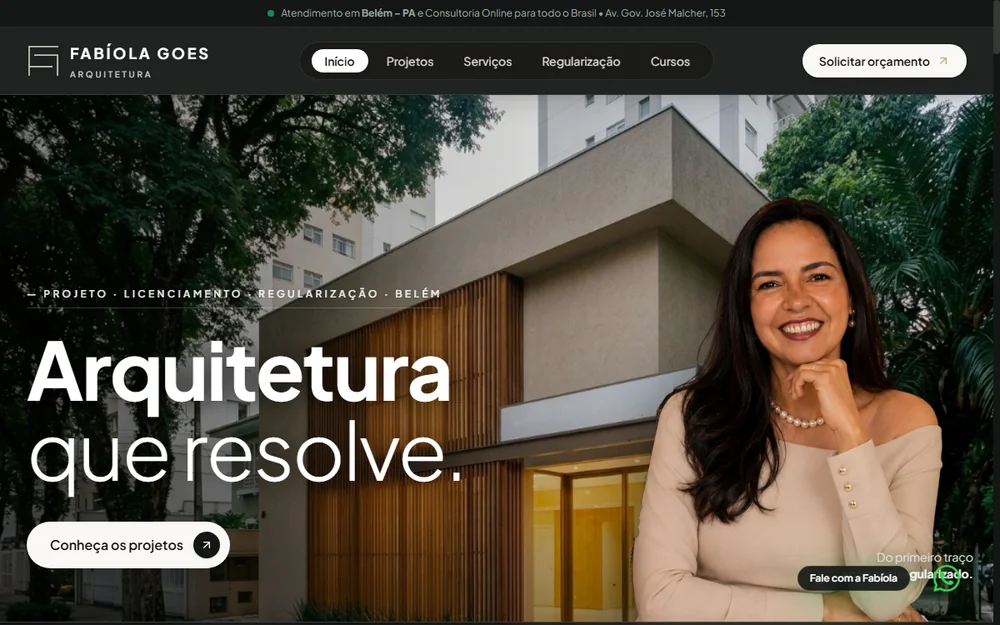 Atendimento em Belém – PA e Consultoria Online para todo o Brasil • Av. Gov. José Malcher, 153
FABÍOLA GOES
ARQUITETURA
Início
Projetos
Serviços
Regularização
Cursos
Solicitar orçamento
— PROJETO · LICENCIAMENTO · REGULARIZAÇÃO · BELÉM
Arquitetura
que resolve.
Conheça os projetos
Do primeiro traço
Fale com a Fabíola